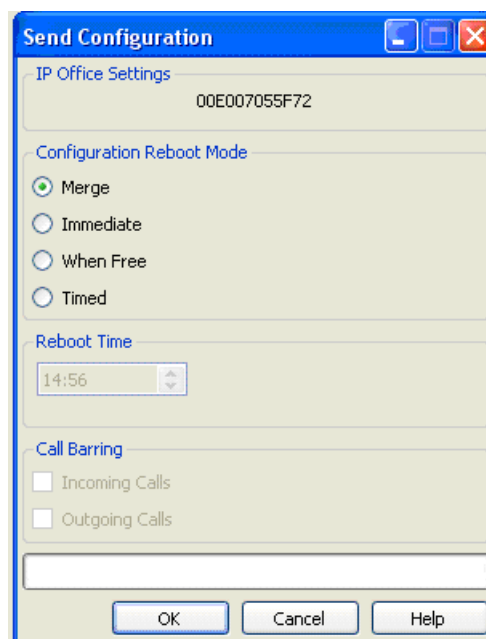 Send Configuration
IP Office Settings
00E007055F72
Configuration Reboot Mode
Merge
Immediate
When Free
Timed
Reboot Time
14:56
Call Barring
Incoming Calls
Outgoing Calls
OK Cancel Help